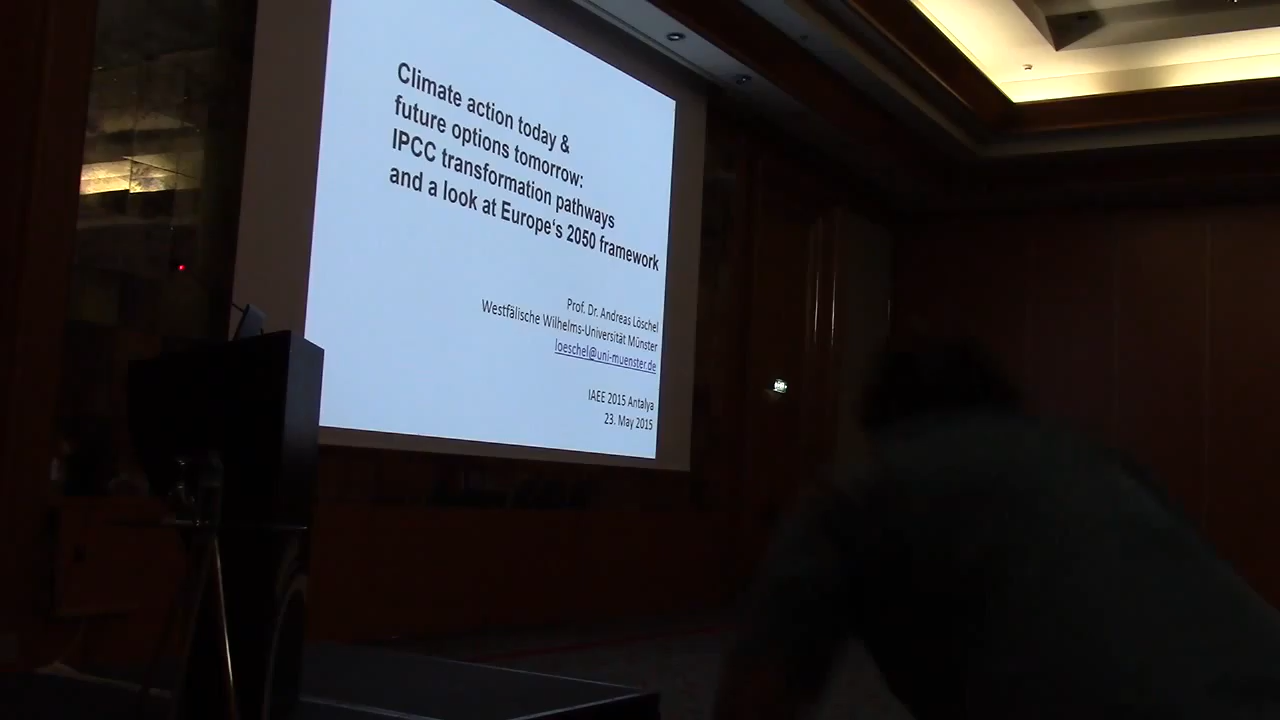 Climate action today &
future options tomorrow:
IPCC transformation pathways
and a look at Europe‘s 2050 framework
Prof. Dr. Andreas Löschel
Westfälische Wilhelms-Universität Münster
loeschel@uni-muenster.de
IAEE 2015 Antalya
23. May 2015